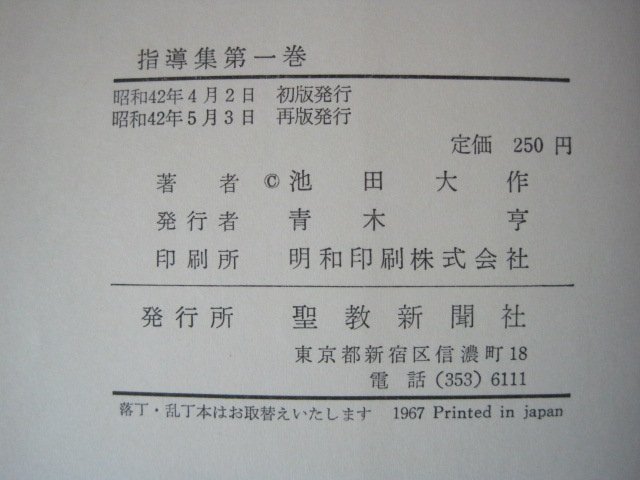 指導集第一巻
昭和42年4月2日 初版発行
昭和42年5月3日 再版発行
定価 250円
著者 © 池田大作
発行者 青木亨
印刷所 明和印刷株式会社
発行所 聖教新聞社
東京都新宿区信濃町18
電話 (353) 6111
落丁・乱丁本はお取替えいたします 1967 Printed in japan